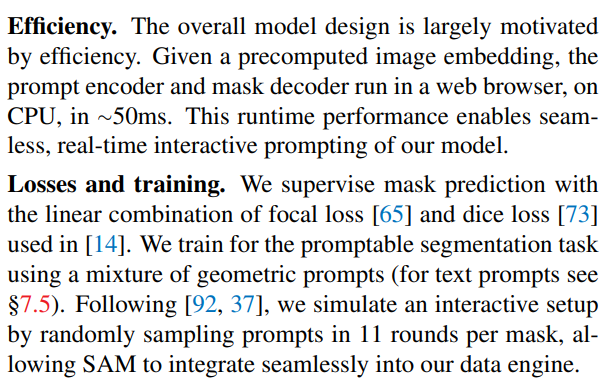 Efficiency. The overall model design is largely motivated
by efficiency. Given a precomputed image embedding, the
prompt encoder and mask decoder run in a web browser, on
CPU, in ~50ms. This runtime performance enables seam-
less, real-time interactive prompting of our model.
Losses and training. We supervise mask prediction with
the linear combination of focal loss [65] and dice loss [73]
used in [14]. We train for the promptable segmentation task
using a mixture of geometric prompts (for text prompts see
§7.5). Following [92, 37], we simulate an interactive setup
by randomly sampling prompts in 11 rounds per mask, al-
lowing SAM to integrate seamlessly into our data engine.